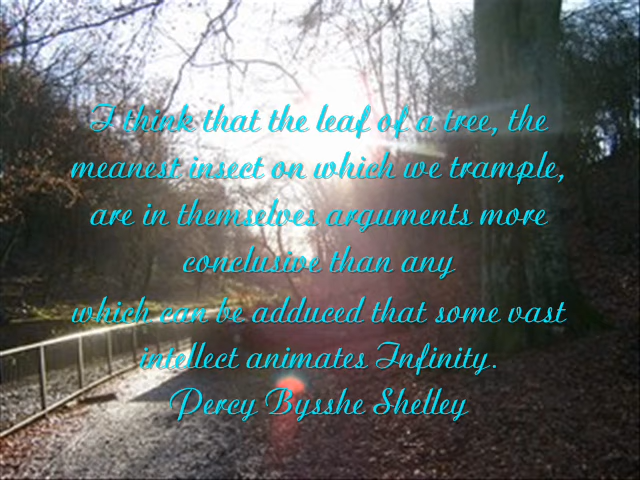 I think that the leaf of a tree, the
meanest insect on which we trample,
are in themselves arguments more
conclusive than any
which can be adduced that some vast
intellect animates Infinity.
Percy Bysshe Shelley